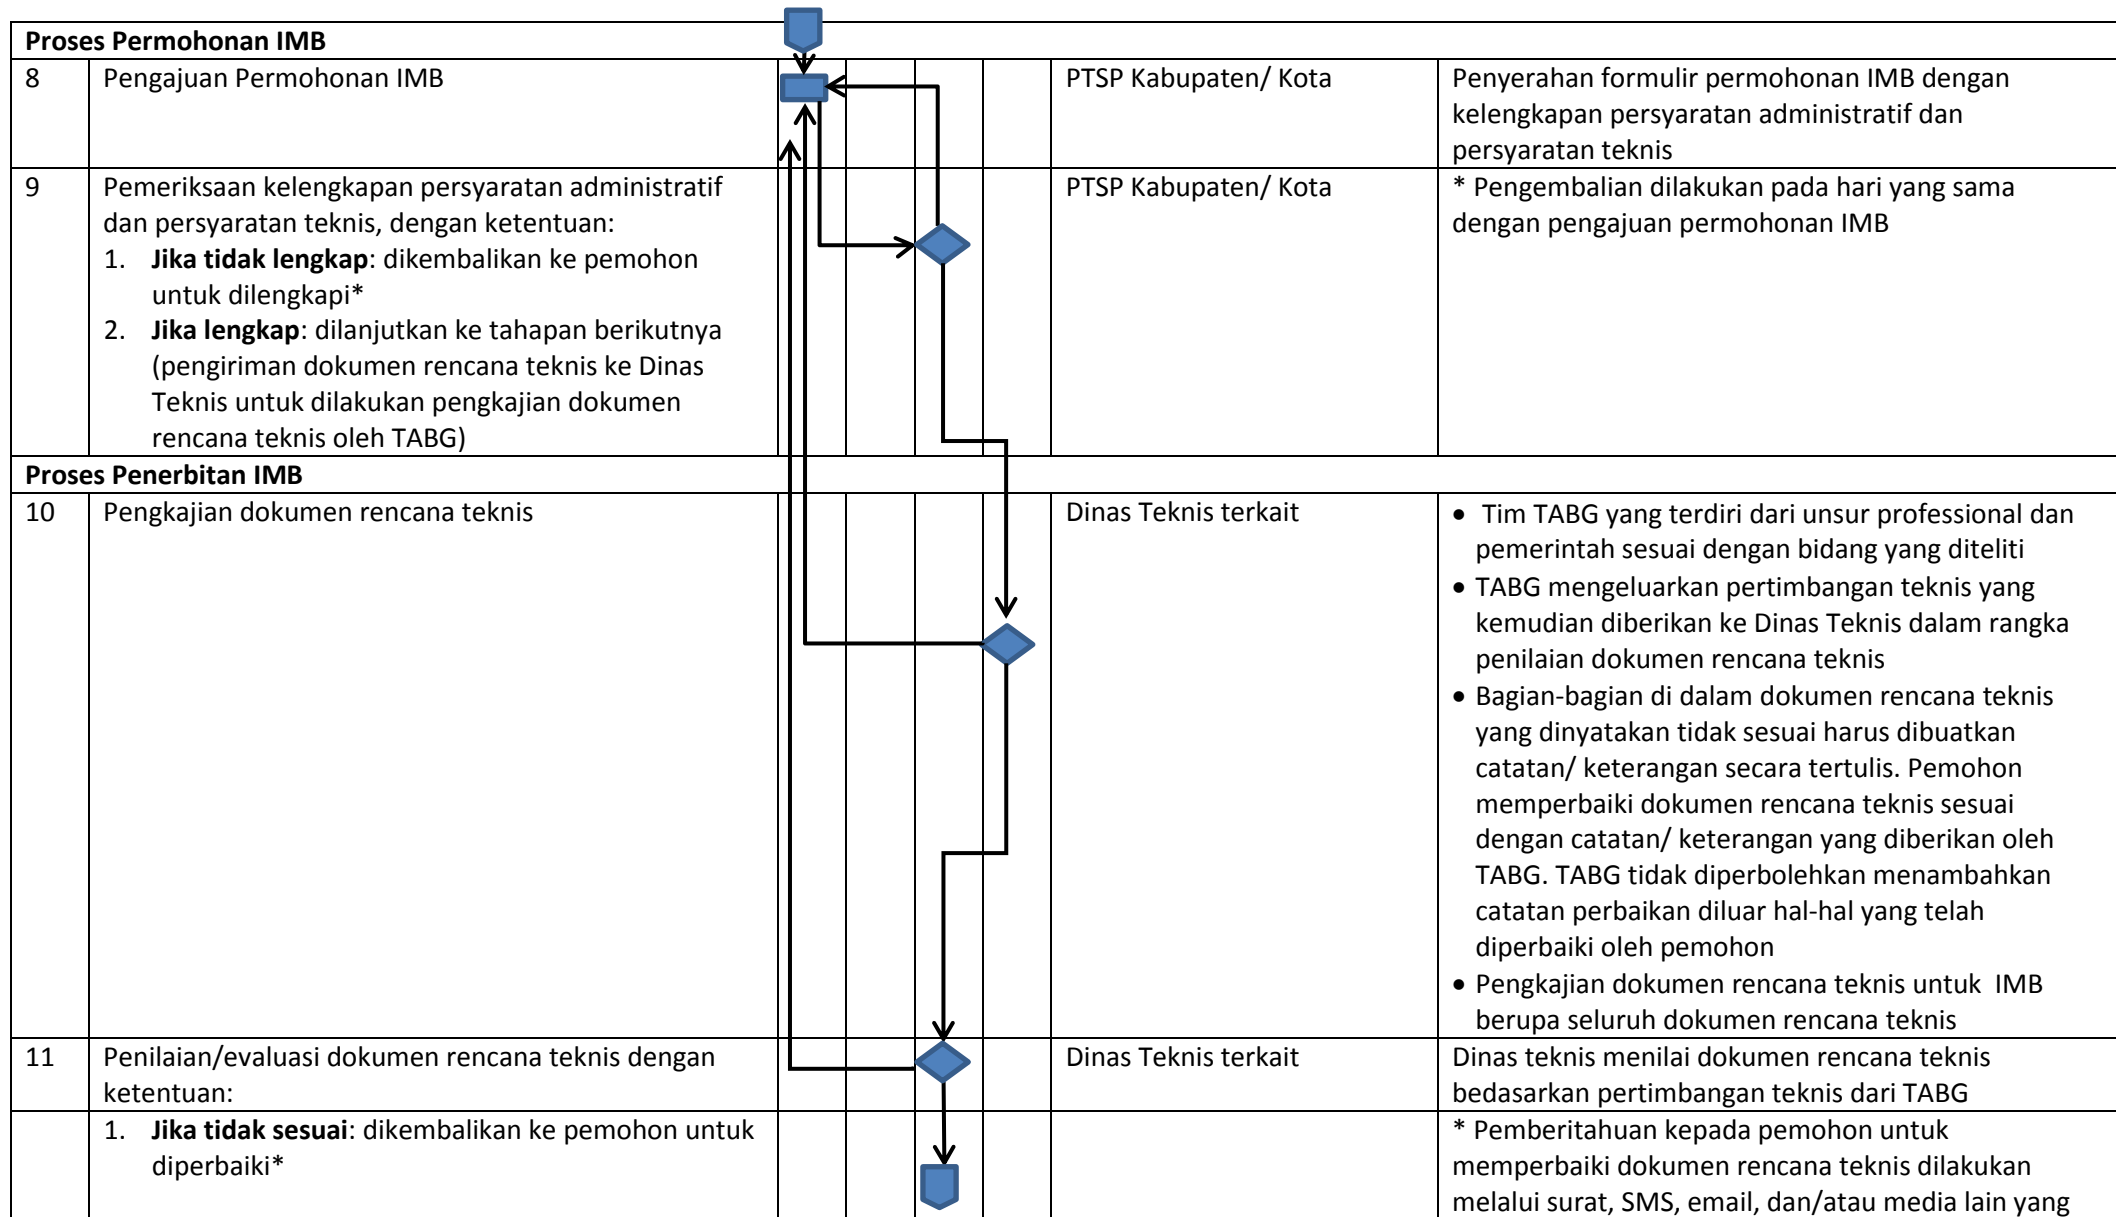 Proses Permohonan IMB
8 Pengajuan Permohonan IMB PTSP Kabupaten/ Kota Penyerahan formulir permohonan IMB dengan
kelengkapan persyaratan administratif dan
persyaratan teknis
9 Pemeriksaan kelengkapan persyaratan administratif PTSP Kabupaten/ Kota * Pengembalian dilakukan pada hari yang sama
dan persyaratan teknis, dengan ketentuan: dengan pengajuan permohonan IMB
1. Jika tidak lengkap: dikembalikan ke pemohon
untuk dilengkapi*
2. Jika lengkap: dilanjutkan ke tahapan berikutnya
(pengiriman dokumen rencana teknis ke Dinas
Teknis untuk dilakukan pengkajian dokumen
rencana teknis oleh TABG)
Proses Penerbitan IMB
10 Pengkajian dokumen rencana teknis Dinas Teknis terkait • Tim TABG yang terdiri dari unsur professional dan
pemerintah sesuai dengan bidang yang diteliti
• TABG mengeluarkan pertimbangan teknis yang
kemudian diberikan ke Dinas Teknis dalam rangka
penilaian dokumen rencana teknis
• Bagian-bagian di dalam dokumen rencana teknis
yang dinyatakan tidak sesuai harus dibuatkan
catatan/ keterangan secara tertulis. Pemohon
memperbaiki dokumen rencana teknis sesuai
dengan catatan/ keterangan yang diberikan oleh
TABG. TABG tidak diperbolehkan menambahkan
catatan perbaikan diluar hal-hal yang telah
diperbaiki oleh pemohon
• Pengkajian dokumen rencana teknis untuk IMB
berupa seluruh dokumen rencana teknis
11 Penilaian/evaluasi dokumen rencana teknis dengan Dinas Teknis terkait Dinas teknis menilai dokumen rencana teknis
ketentuan: bedasarkan pertimbangan teknis dari TABG
1. Jika tidak sesuai: dikembalikan ke pemohon untuk * Pemberitahuan kepada pemohon untuk
diperbaiki* memperbaiki dokumen rencana teknis dilakukan
melalui surat, SMS, email, dan/atau media lain yang